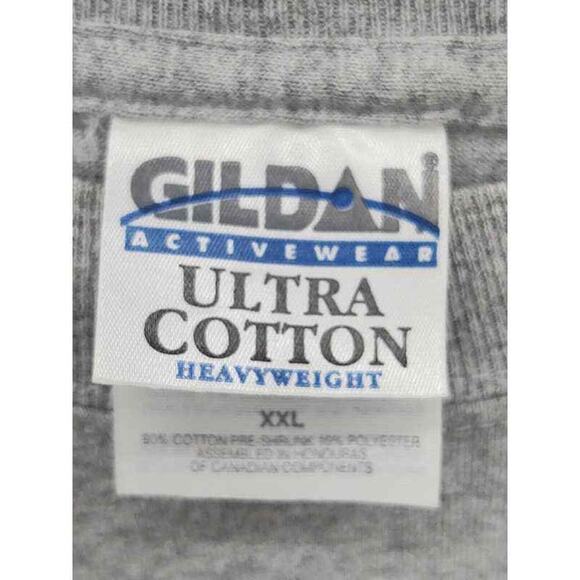 GILDAN®
ACTIVEWEAR
ULTRA
COTTON
HEAVYWEIGHT
XXL
90% COTTON PRE-SHRUNK 10% POLYESTER
ASSEMBLED IN HONDURAS
OF CANADIAN COMPONENTS